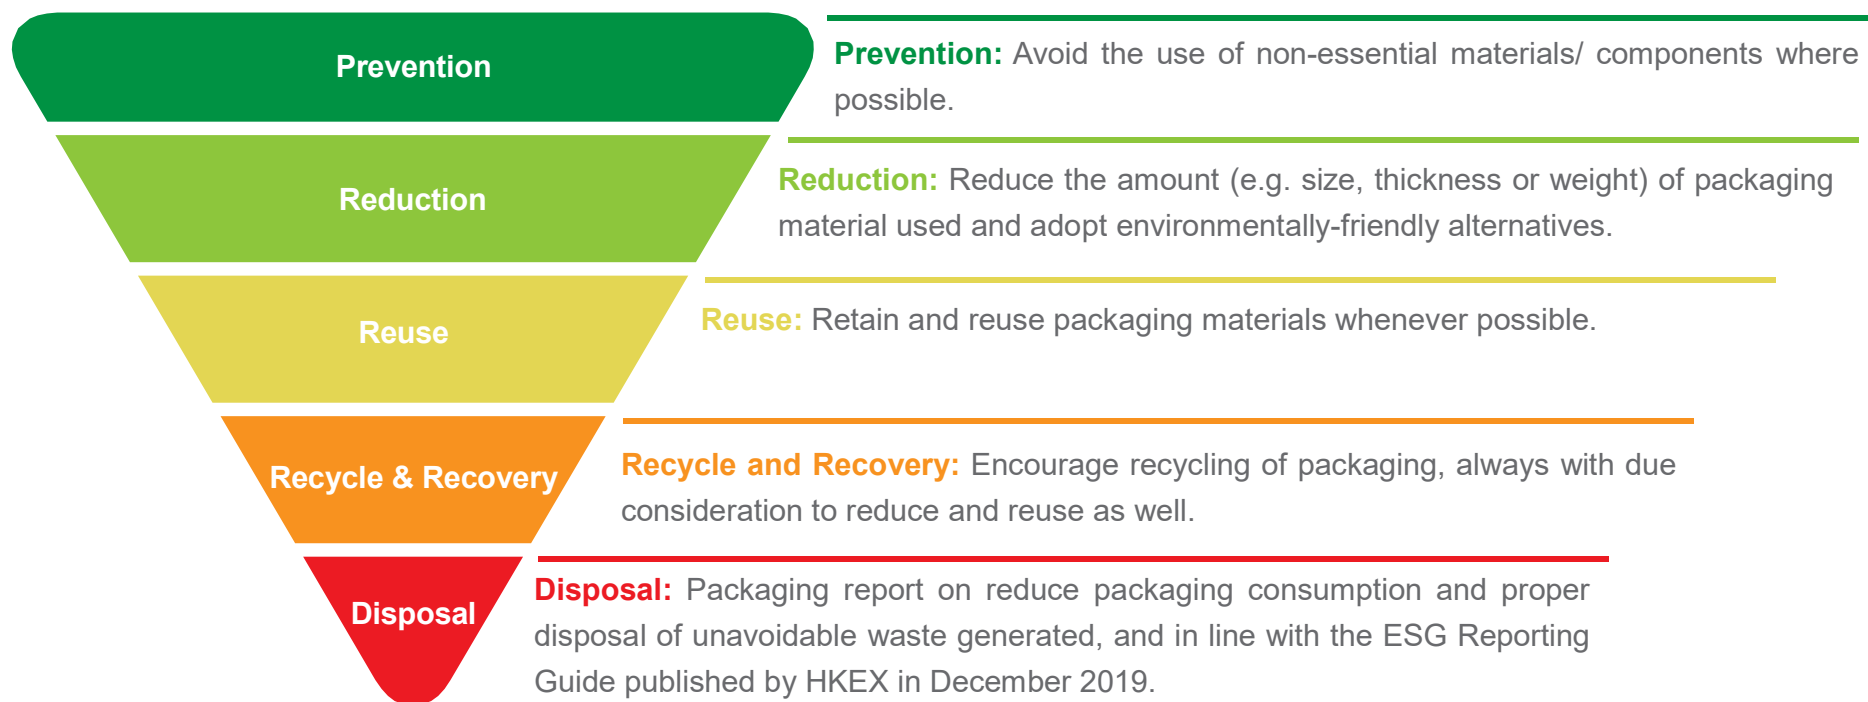 Prevention
Prevention: Avoid the use of non-essential materials/ components where
possible.
Reduction
Reduction: Reduce the amount (e.g. size, thickness or weight) of packaging
material used and adopt environmentally-friendly alternatives.
Reuse
Reuse: Retain and reuse packaging materials whenever possible.
Recycle & Recovery
Recycle and Recovery: Encourage recycling of packaging, always with due
consideration to reduce and reuse as well.
Disposal
Disposal: Packaging report on reduce packaging consumption and proper
disposal of unavoidable waste generated, and in line with the ESG Reporting
Guide published by HKEX in December 2019.